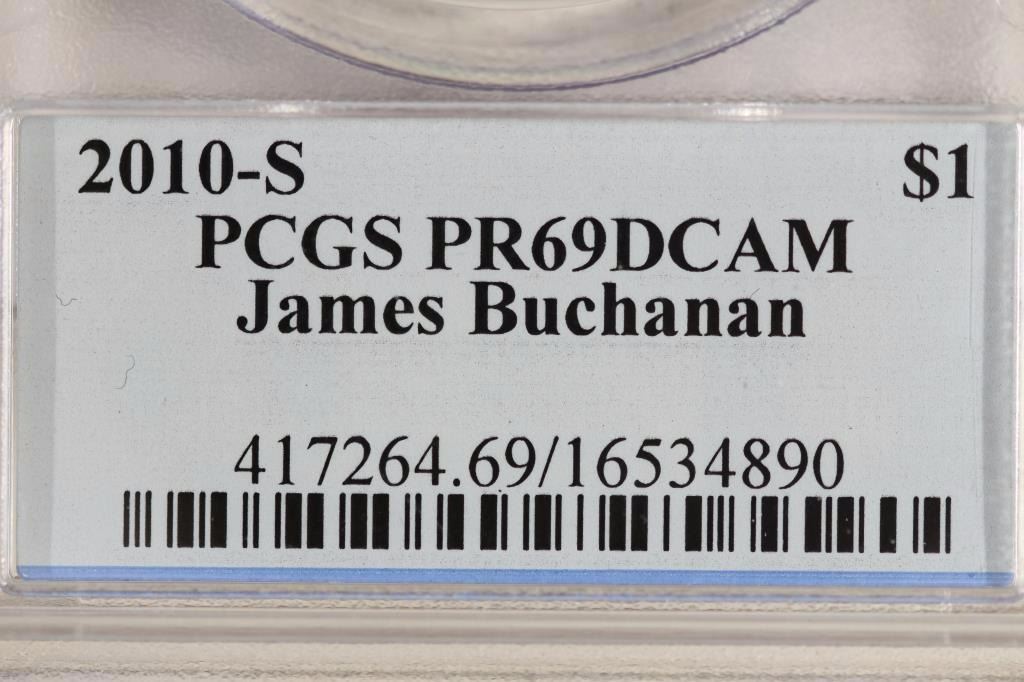 2010-S $1
PCGS PR69DCAM
James Buchanan
417264.69/16534890